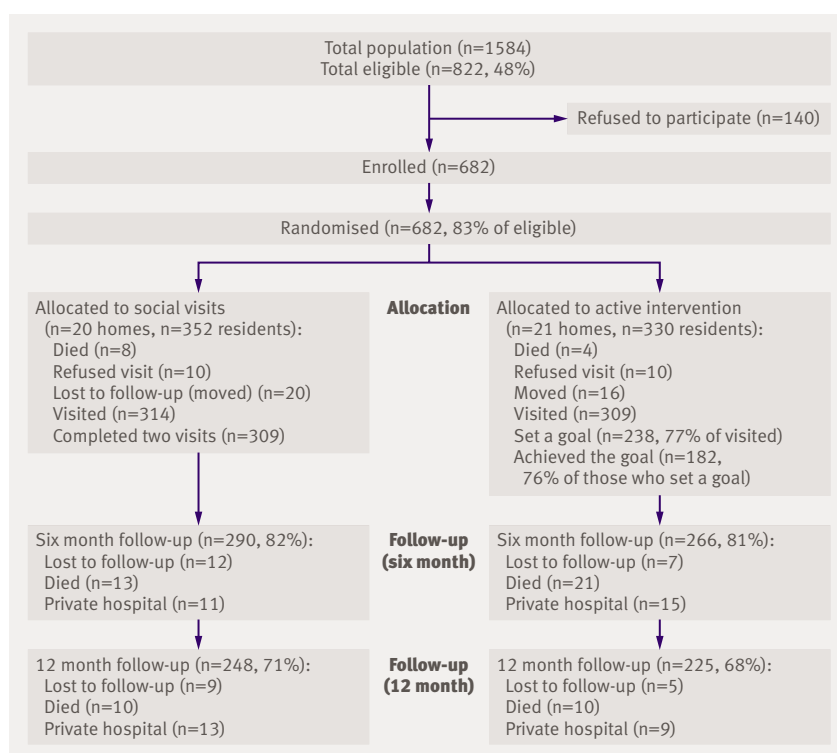 Total population (n=1584)
Total eligible (n=822, 48%)
Refused to participate (n=140)
Enrolled (n=682)
Randomised (n=682, 83% of eligible)
Allocated to social visits
(n=20 homes, n=352 residents):
Died (n=8)
Refused visit (n=10)
Lost to follow-up (moved) (n=20)
Visited (n=314)
Completed two visits (n=309)
Allocation
Allocated to active intervention
(n=21 homes, n=330 residents):
Died (n=4)
Refused visit (n=10)
Moved (n=16)
Visited (n=309)
Set a goal (n=238, 77% of visited)
Achieved the goal (n=182,
76% of those who set a goal)
Six month follow-up (n=290, 82%):
Lost to follow-up (n=12)
Died (n=13)
Private hospital (n=11)
Follow-up
(six month)
Six month follow-up (n=266, 81%):
Lost to follow-up (n=7)
Died (n=21)
Private hospital (n=15)
12 month follow-up (n=248, 71%):
Lost to follow-up (n=9)
Died (n=10)
Private hospital (n=13)
Follow-up
(12 month)
12 month follow-up (n=225, 68%):
Lost to follow-up (n=5)
Died (n=10)
Private hospital (n=9)